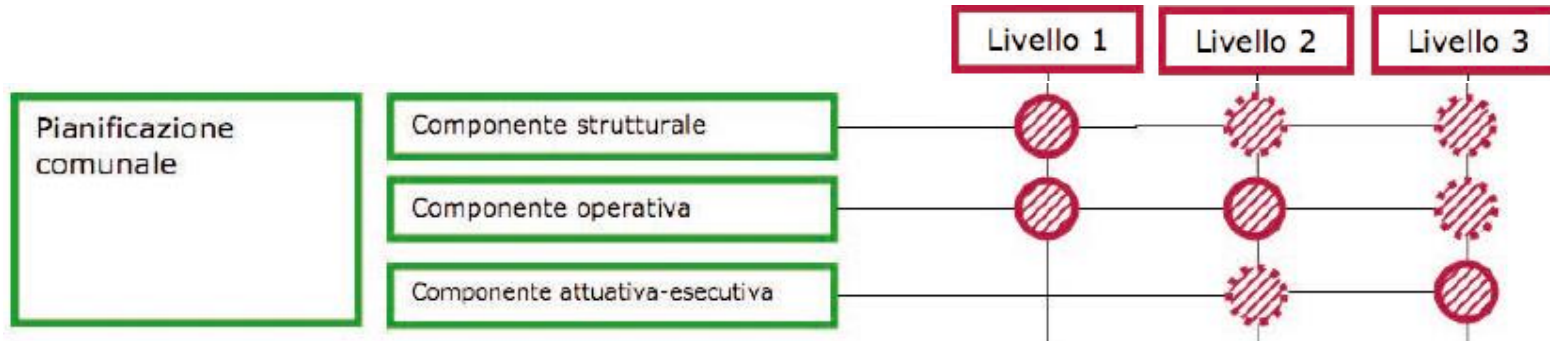 Livello 1
Livello 2
Livello 3
Pianificazione
comunale
Componente strutturale
Componente operativa
Componente attuativa-esecutiva